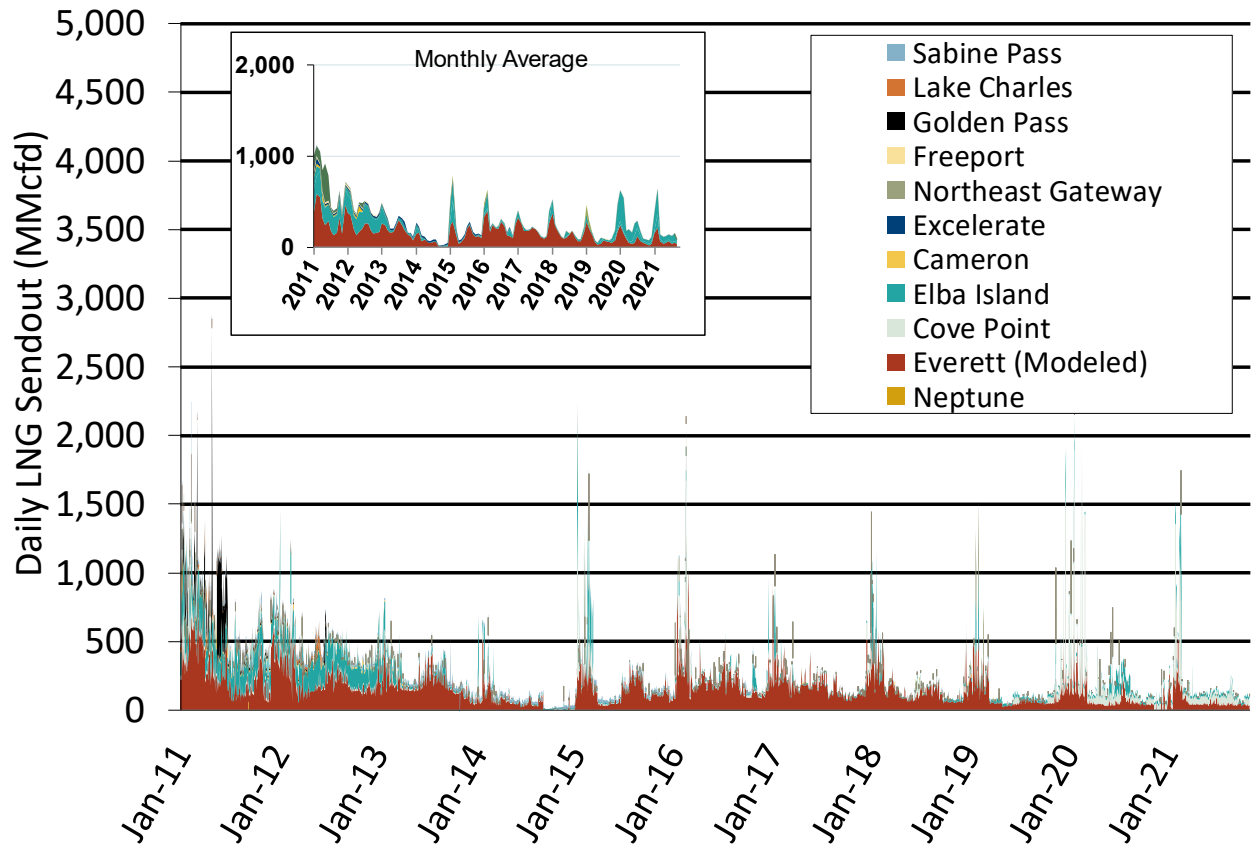 Daily LNG Sendout (MMcfd)
5,000
4,500
4,000
3,500
3,000
2,500
2,000
1,500
1,000
500
0
Monthly Average
2,000
1,000
0
2011
2012
2013
2014
2015
2016
2017
2018
2019
2020
2021
Sabine Pass
Lake Charles
Golden Pass
Freeport
Northeast Gateway
Excelerate
Cameron
Elba Island
Cove Point
Everett (Modeled)
Neptune
Jan-11
Jan-12
Jan-13
Jan-14
Jan-15
Jan-16
Jan-17
Jan-18
Jan-19
Jan-20
Jan-21